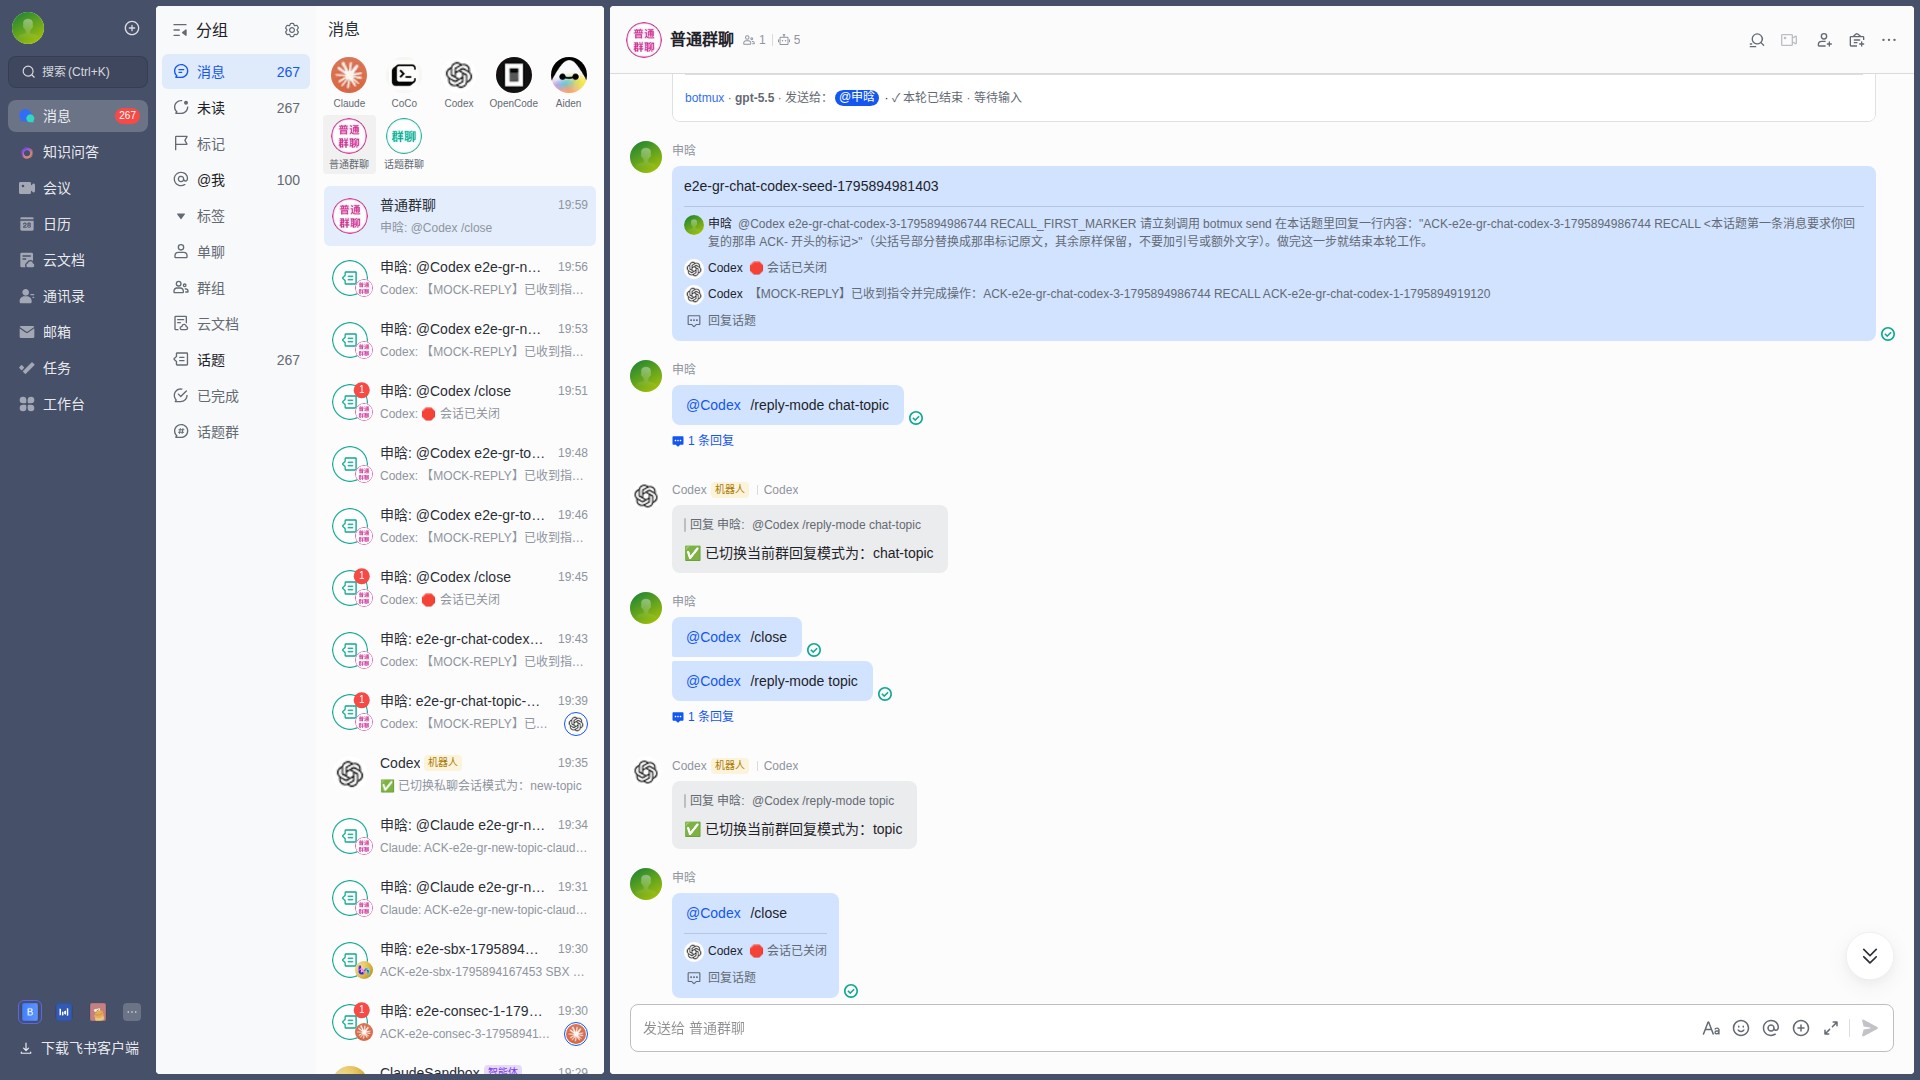 搜索 (Ctrl+K)
消息 267
知识问答
会议
日历
云文档
通讯录
邮箱
任务
工作台
下载飞书客户端
分组
消息 267
未读 267
标记
@我 100
标签
单聊
群组
云文档
话题 267
已完成
话题群
消息
Claude CoCo Codex OpenCode Aiden
普通
群聊
群聊
普通群聊 话题群聊
普通群聊 19:59
申晗: @Codex /close
申晗: @Codex e2e-gr-n... 19:56
Codex: 【MOCK-REPLY】已收到指...
申晗: @Codex e2e-gr-n... 19:53
Codex: 【MOCK-REPLY】已收到指...
1
申晗: @Codex /close 19:51
Codex: 会话已关闭
申晗: @Codex e2e-gr-to... 19:48
Codex: 【MOCK-REPLY】已收到指...
申晗: @Codex e2e-gr-to... 19:46
Codex: 【MOCK-REPLY】已收到指...
1
申晗: @Codex /close 19:45
Codex: 会话已关闭
申晗: e2e-gr-chat-codex... 19:43
Codex: 【MOCK-REPLY】已收到指...
1
申晗: e2e-gr-chat-topic-... 19:39
Codex: 【MOCK-REPLY】已...
Codex 机器人 19:35
✅ 已切换私聊会话模式为：new-topic
申晗: @Claude e2e-gr-n... 19:34
Claude: ACK-e2e-gr-new-topic-claud...
申晗: @Claude e2e-gr-n... 19:31
Claude: ACK-e2e-gr-new-topic-claud...
申晗: e2e-sbx-1795894... 19:30
ACK-e2e-sbx-1795894167453 SBX ...
1
申晗: e2e-consec-1-179... 19:30
ACK-e2e-consec-3-17958941...
ClaudeSandbox 智能体 19:29
普通
群聊
普通群聊 1 5
botmux · gpt-5.5 · 发送给： @申晗 · ✓ 本轮已结束 · 等待输入
申晗
e2e-gr-chat-codex-seed-1795894981403
申晗 @Codex e2e-gr-chat-codex-3-1795894986744 RECALL_FIRST_MARKER 请立刻调用 botmux send 在本话题里回复一行内容："ACK-e2e-gr-chat-codex-3-1795894986744 RECALL <本话题第一条消息要求你回
复的那串 ACK- 开头的标记>"（尖括号部分替换成那串标记原文，其余原样保留，不要加引号或额外文字）。做完这一步就结束本轮工作。
Codex 会话已关闭
Codex 【MOCK-REPLY】已收到指令并完成操作：ACK-e2e-gr-chat-codex-3-1795894986744 RECALL ACK-e2e-gr-chat-codex-1-1795894919120
回复话题
申晗
@Codex /reply-mode chat-topic
1 条回复
Codex 机器人 | Codex
回复 申晗：@Codex /reply-mode chat-topic
✅ 已切换当前群回复模式为：chat-topic
申晗
@Codex /close
@Codex /reply-mode topic
1 条回复
Codex 机器人 | Codex
回复 申晗：@Codex /reply-mode topic
✅ 已切换当前群回复模式为：topic
申晗
@Codex /close
Codex 会话已关闭
回复话题
发送给 普通群聊